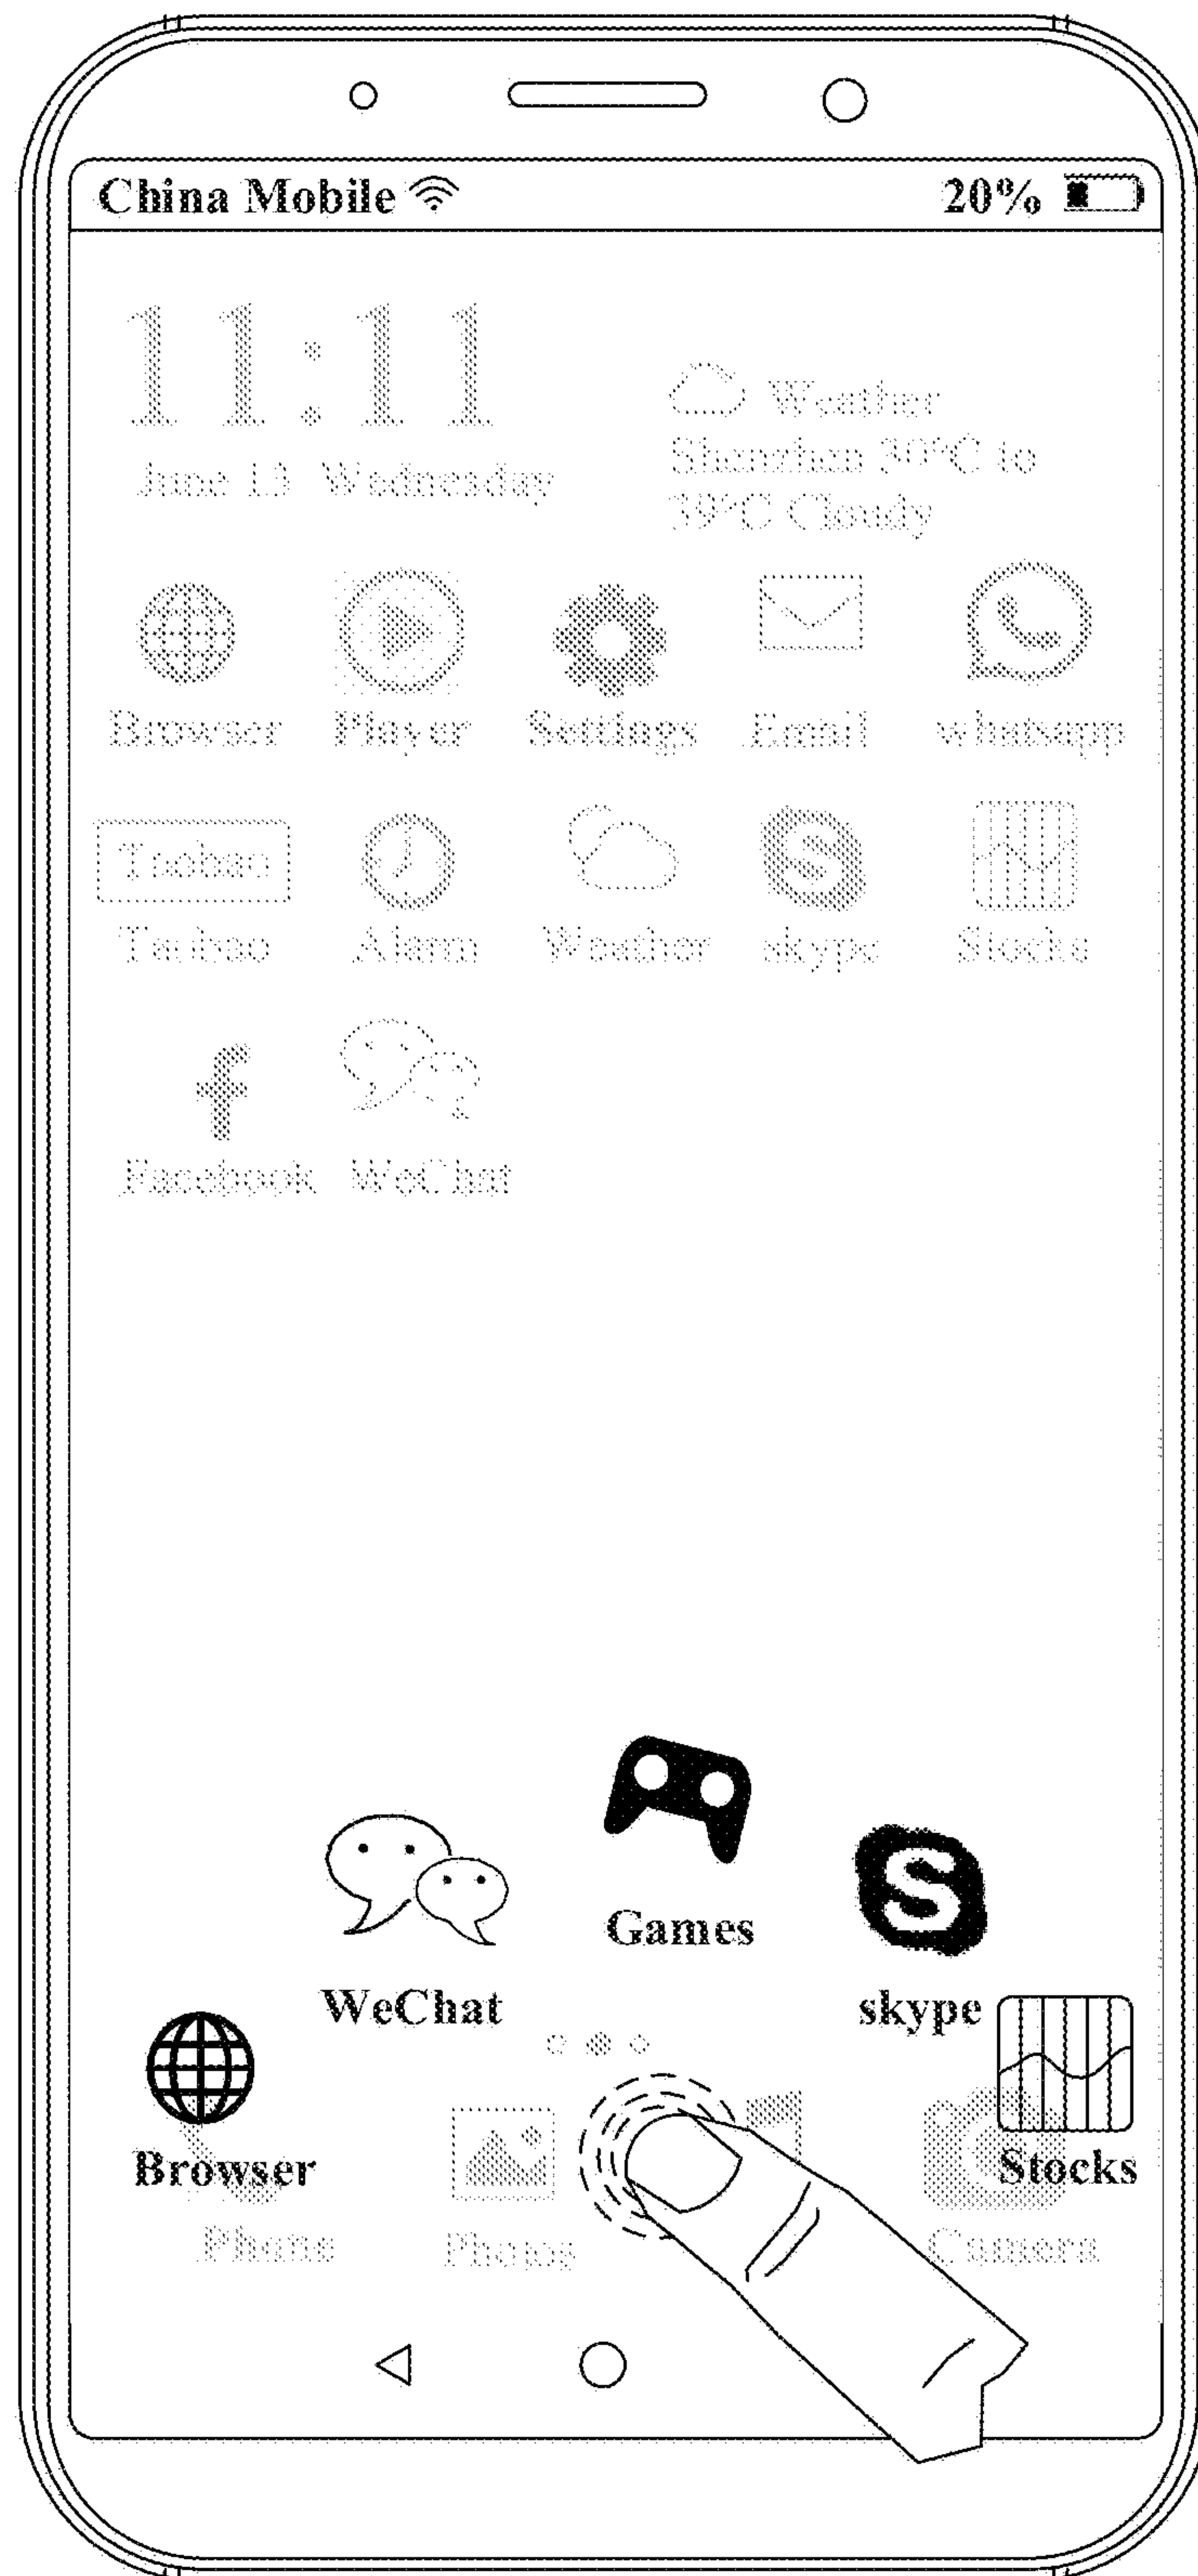 China Mobile 20%
11:11
June 13 Wednesday
Weather
Shenzhen 30°C to
39°C Cloudy
Browser Player Settings Email whatsapp
Taobao
Taobao Alarm Weather skype Stocks
Facebook WeChat
Games
WeChat skype
Browser Stocks
Phone Photos Camera